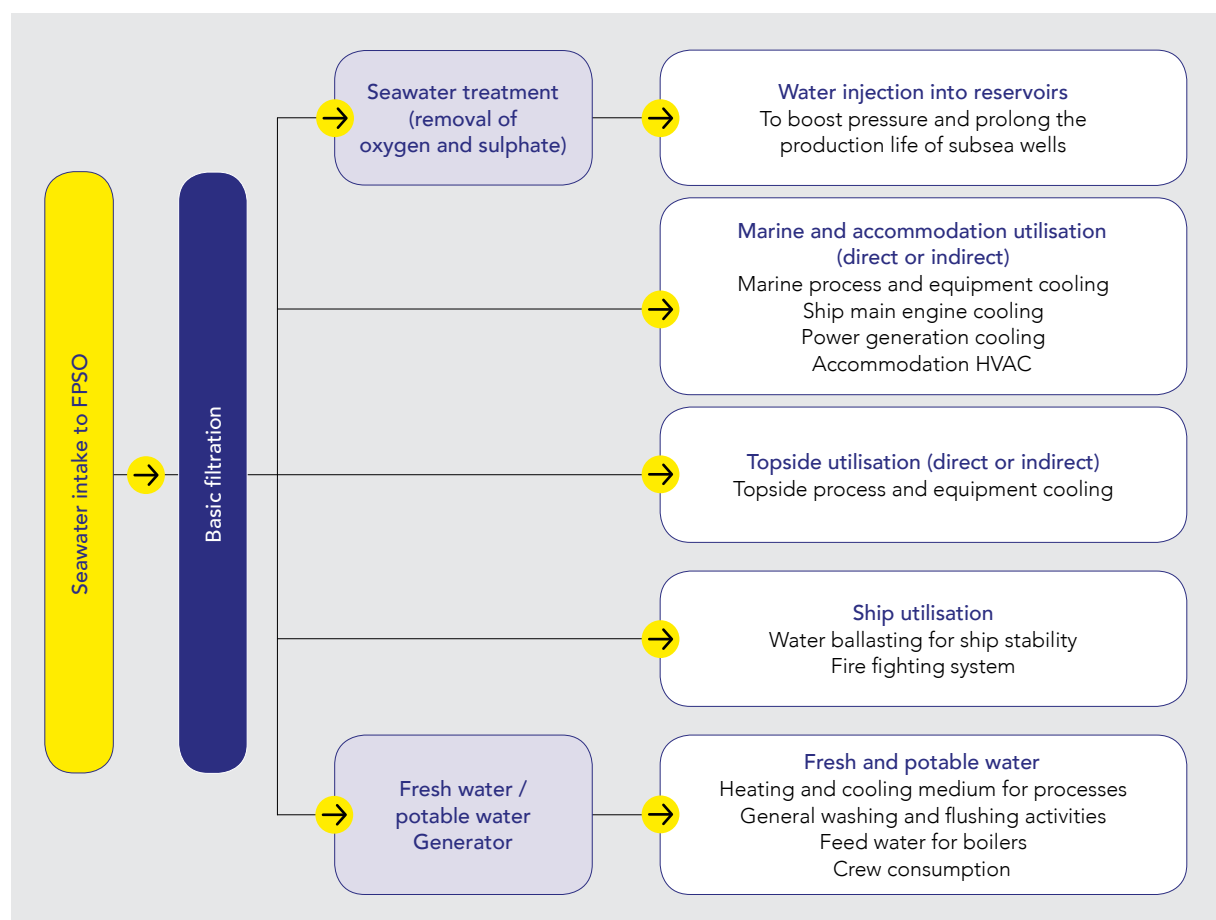 Seawater intake to FPSO
Basic filtration
Seawater treatment
(removal of
oxygen and sulphate)
Water injection into reservoirs
To boost pressure and prolong the
production life of subsea wells
Marine and accommodation utilisation
(direct or indirect)
Marine process and equipment cooling
Ship main engine cooling
Power generation cooling
Accommodation HVAC
Topside utilisation (direct or indirect)
Topside process and equipment cooling
Ship utilisation
Water ballasting for ship stability
Fire fighting system
Fresh water /
potable water
Generator
Fresh and potable water
Heating and cooling medium for processes
General washing and flushing activities
Feed water for boilers
Crew consumption